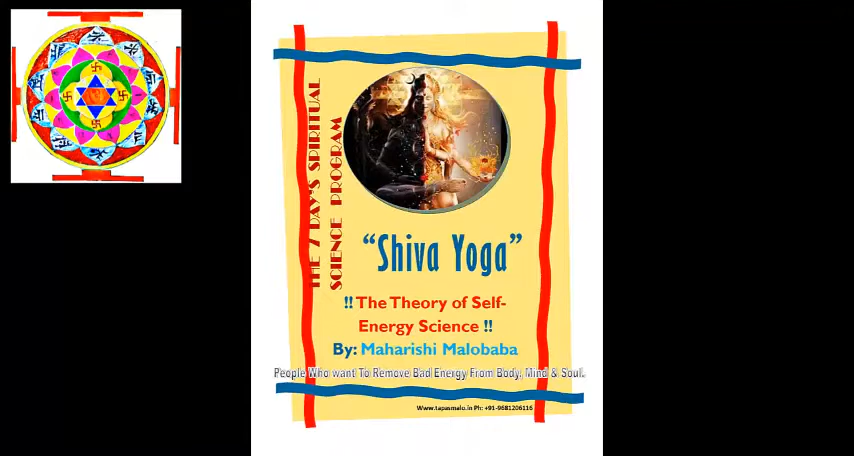 THE 7 DAY'S SPIRITUAL
SCIENCE PROGRAM
“Shiva Yoga”
!! The Theory of Self-
Energy Science !!
By: Maharishi Malobaba
People Who want To Remove Bad Energy From Body, Mind & Soul.
Www.tapasmalo.in Ph: +91-9681206116